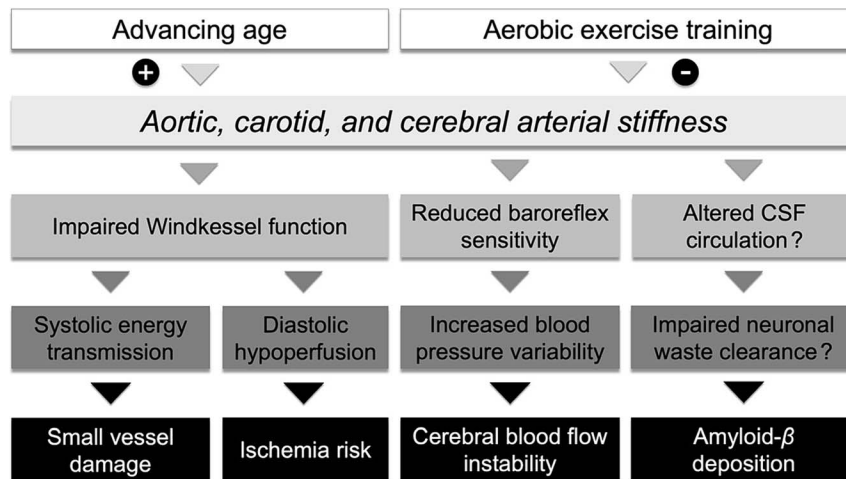 Advancing age
Aerobic exercise training
+
-
Aortic, carotid, and cerebral arterial stiffness
Impaired Windkessel function
Reduced baroreflex
sensitivity
Altered CSF
circulation?
Systolic energy
transmission
Diastolic
hypoperfusion
Increased blood
pressure variability
Impaired neuronal
waste clearance?
Small vessel
damage
Ischemia risk
Cerebral blood flow
instability
Amyloid-β
deposition